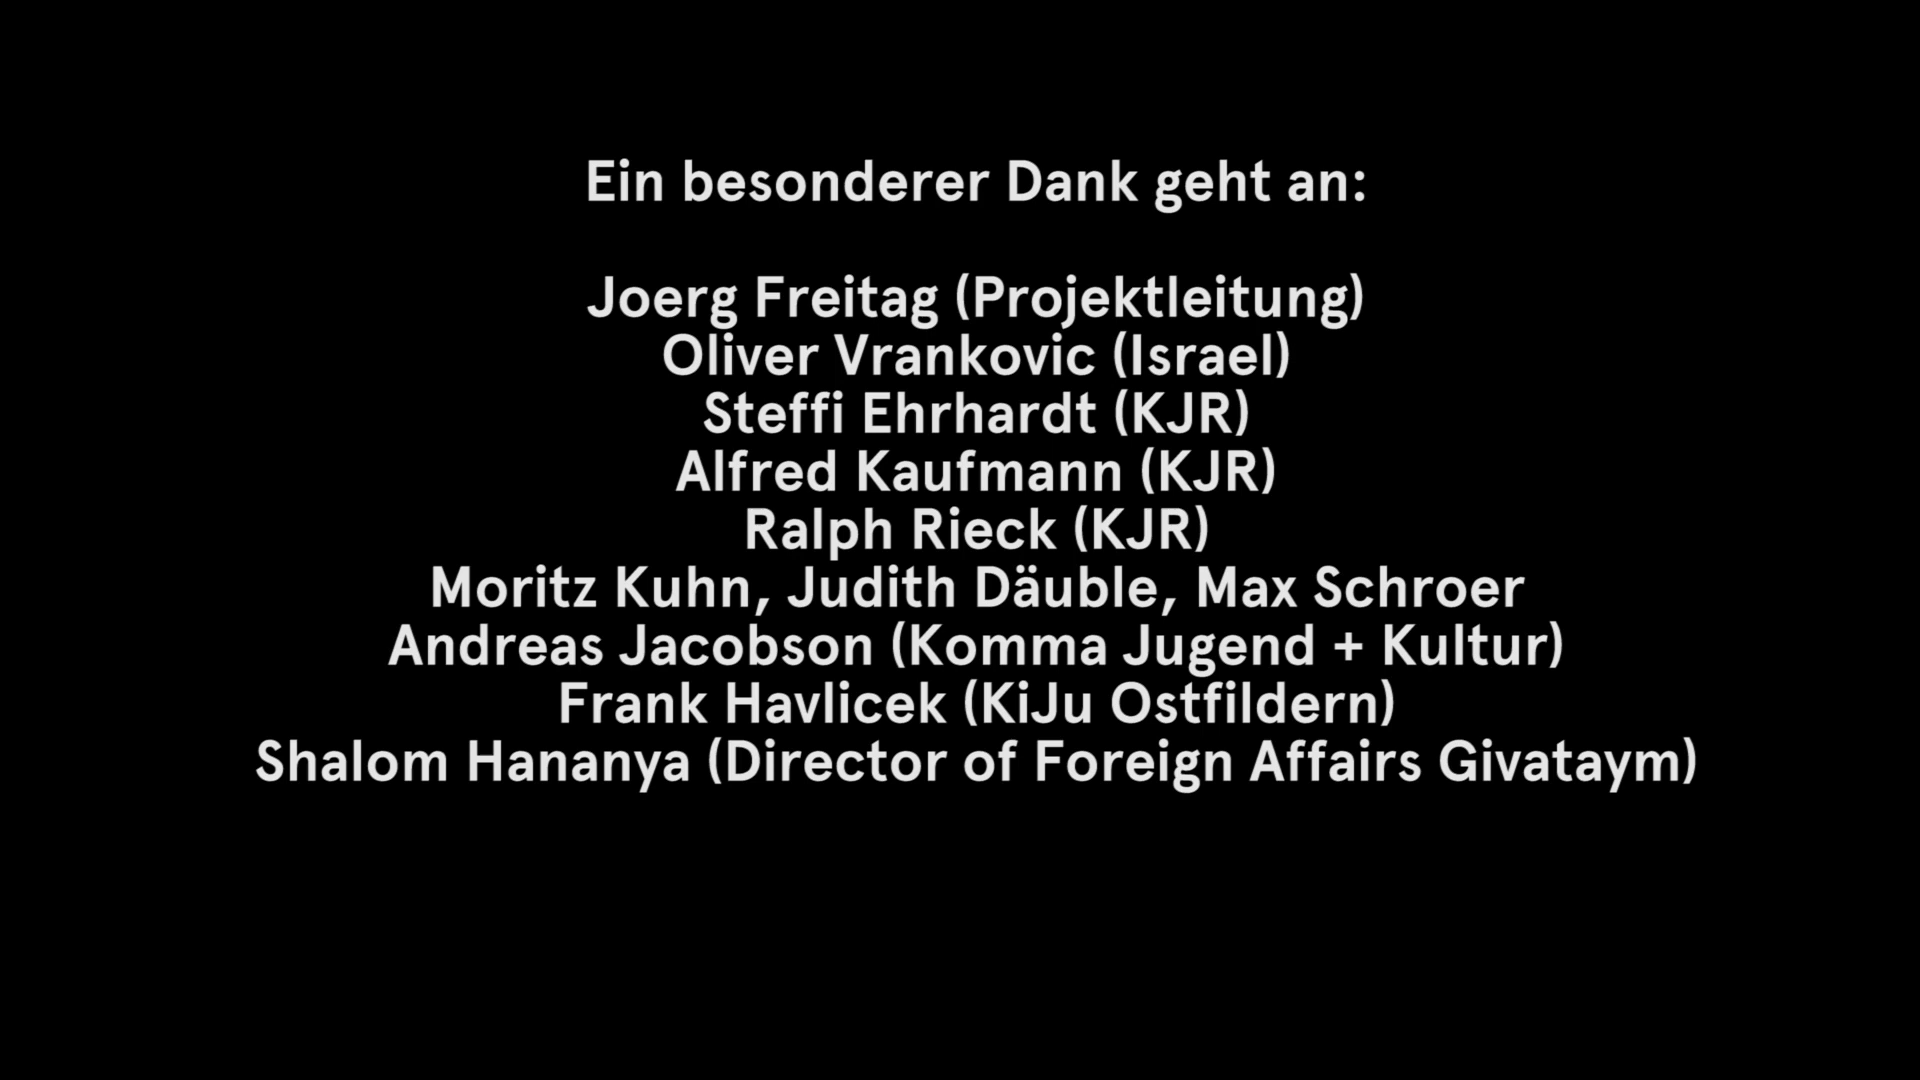 Ein besonderer Dank geht an:
Joerg Freitag (Projektleitung)
Oliver Vrankovic (Israel)
Steffi Ehrhardt (KJR)
Alfred Kaufmann (KJR)
Ralph Rieck (KJR)
Moritz Kuhn, Judith Däuble, Max Schroer
Andreas Jacobson (Komma Jugend + Kultur)
Frank Havlicek (KiJu Ostfildern)
Shalom Hananya (Director of Foreign Affairs Givataym)